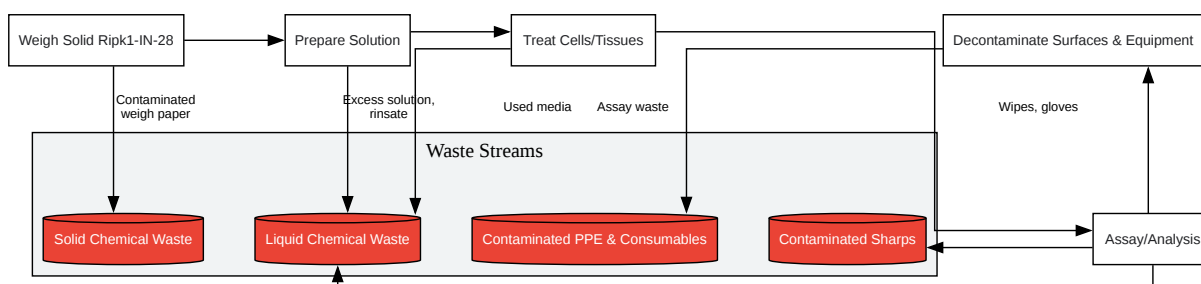 Weigh Solid Ripk1-IN-28
Prepare Solution
Treat Cells/Tissues
Decontaminate Surfaces & Equipment
Contaminated
weigh paper
Excess solution,
rinsate
Used media
Assay waste
Wipes, gloves
Waste Streams
Solid Chemical Waste
Liquid Chemical Waste
Contaminated PPE & Consumables
Contaminated Sharps
Assay/Analysis